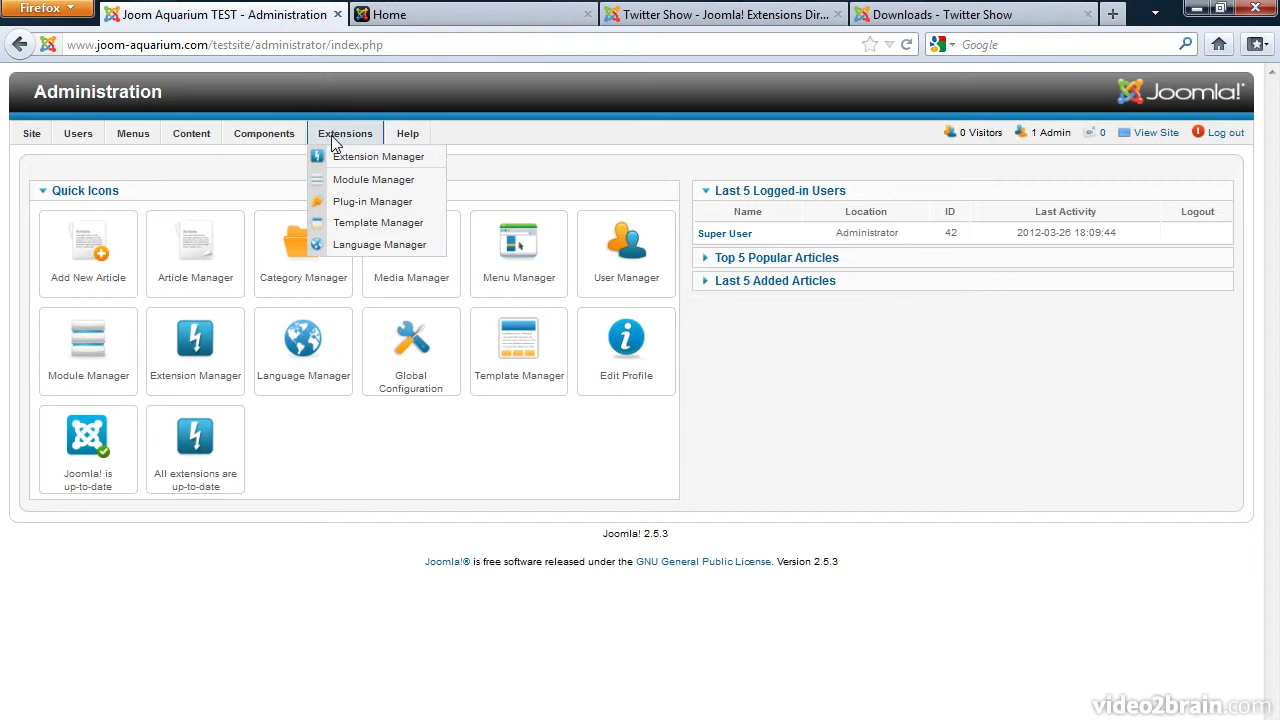 Firefox
Joom Aquarium TEST - Administration
Home
Twitter Show - Joomla! Extensions Dir...
Downloads - Twitter Show
www.joom-aquarium.com/testsite/administrator/index.php
Google
Administration
Joomla!
Site
Users
Menus
Content
Components
Extensions
Help
0 Visitors
1 Admin
0
View Site
Log out
Extension Manager
Module Manager
Plug-in Manager
Template Manager
Language Manager
Quick Icons
Add New Article
Article Manager
Category Manager
Media Manager
Menu Manager
User Manager
Module Manager
Extension Manager
Language Manager
Global
Configuration
Template Manager
Edit Profile
Joomla! is
up-to-date
All extensions are
up-to-date
Last 5 Logged-in Users
Name Location ID Last Activity Logout
Super User Administrator 42 2012-03-26 18:09:44
Top 5 Popular Articles
Last 5 Added Articles
Joomla! 2.5.3
Joomla!® is free software released under the GNU General Public License. Version 2.5.3
video2brain.com